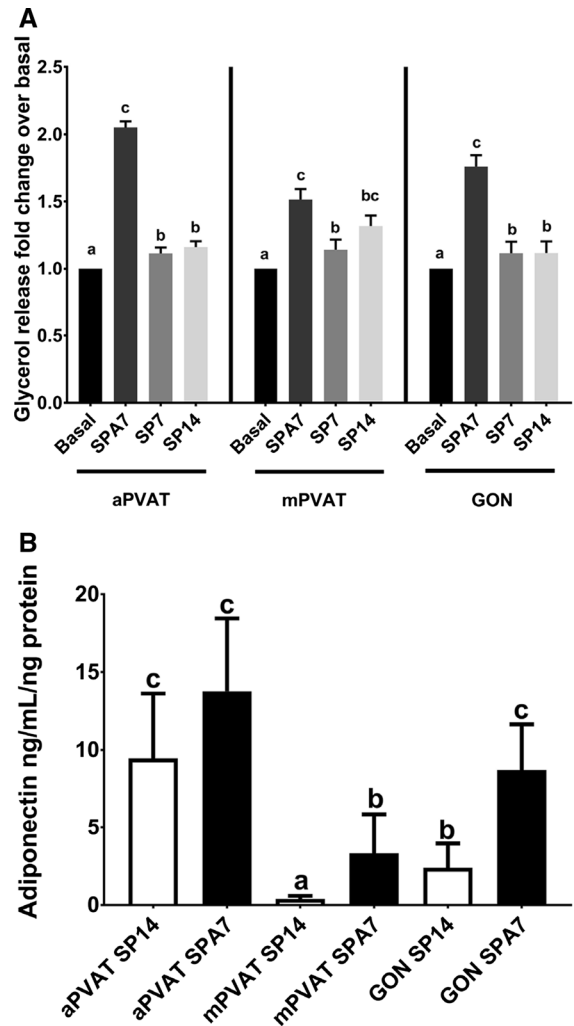 A
Glycerol release fold change over basal
2.5
2.0
1.5
1.0
0.5
0.0
a
c
b
b
a
c
b
bc
a
c
b
b
Basal
SPA7
SP7
SP14
Basal
SPA7
SP7
SP14
Basal
SPA7
SP7
SP14
aPVAT
mPVAT
GON
B
Adiponectin ng/mL/ng protein
20
15
10
5
0
c
c
a
b
b
c
aPVAT SP14
aPVAT SPA7
mPVAT SP14
mPVAT SPA7
GON SP14
GON SPA7